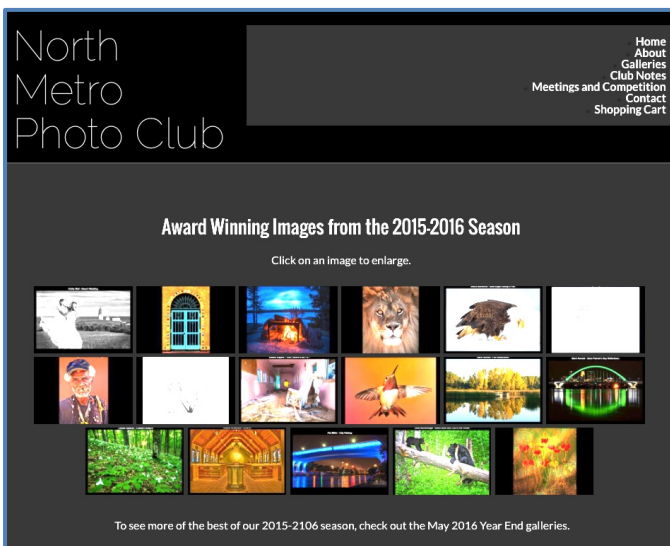 North
Metro
Photo Club
Home
About
Galleries
Club Notes
Meetings and Competition
Contact
Shopping Cart
Award Winning Images from the 2015-2016 Season
Click on an image to enlarge.
To see more of the best of our 2015-2106 season, check out the May 2016 Year End galleries.